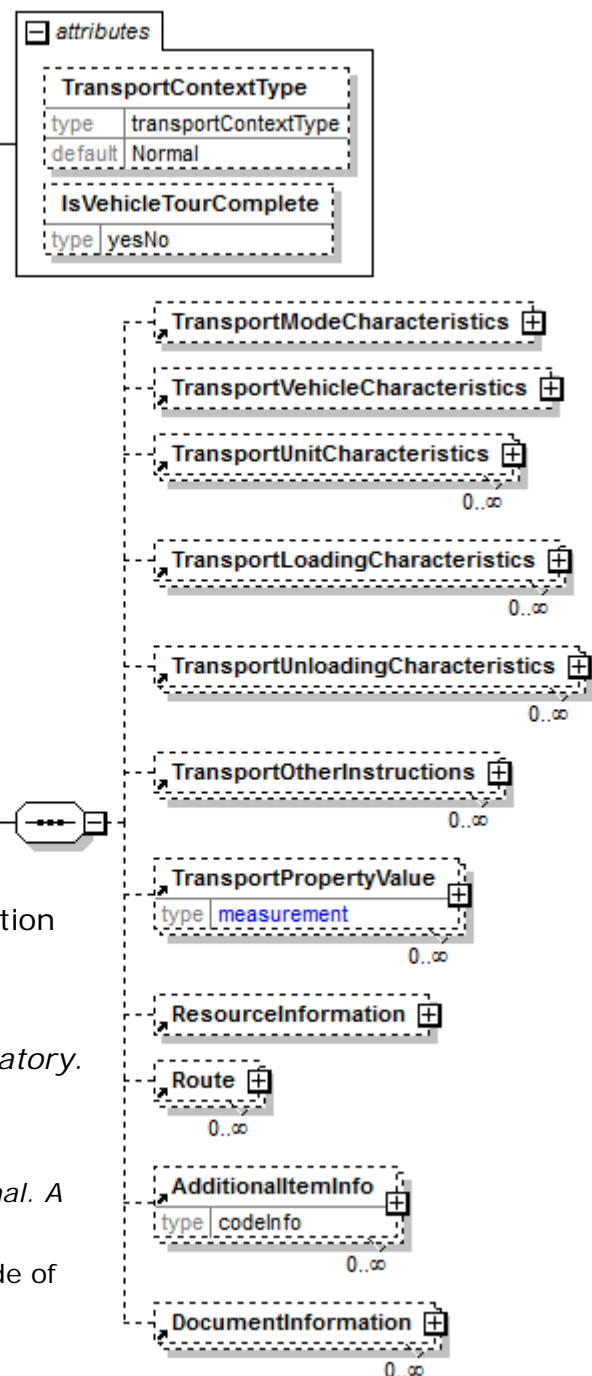 attributes
TransportContextType
type transportContextType
default Normal
IsVehicleTourComplete
type yesNo
TransportModeCharacteristics
TransportVehicleCharacteristics
TransportUnitCharacteristics
0..∞
TransportLoadingCharacteristics
0..∞
TransportUnloadingCharacteristics
0..∞
TransportOtherInstructions
0..∞
TransportPropertyValue
tion
type measurement
0..∞
ResourceInformation
atory.
Route
0..∞
AdditionalItemInfo
nal. A
type codeInfo
0..∞
de of
DocumentInformation
0..∞